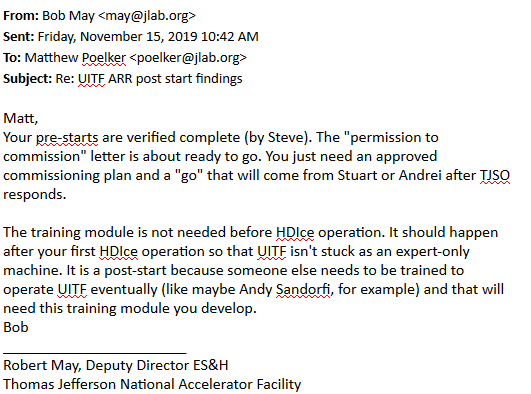 From: Bob May <may@jlab.org>
Sent: Friday, November 15, 2019 10:42 AM
To: Matthew Poelker <poelker@jlab.org>
Subject: Re: UITF ARR post start findings
Matt,
Your pre-starts are verified complete (by Steve). The "permission to
commission" letter is about ready to go. You just need an approved
commissioning plan and a "go" that will come from Stuart or Andrei after TJSO
responds.
The training module is not needed before HDIce operation. It should happen
after your first HDIce operation so that UITF isn't stuck as an expert-only
machine. It is a post-start because someone else needs to be trained to
operate UITF eventually (like maybe Andy Sandorfi, for example) and that will
need this training module you develop.
Bob
Robert May, Deputy Director ES&H
Thomas Jefferson National Accelerator Facility